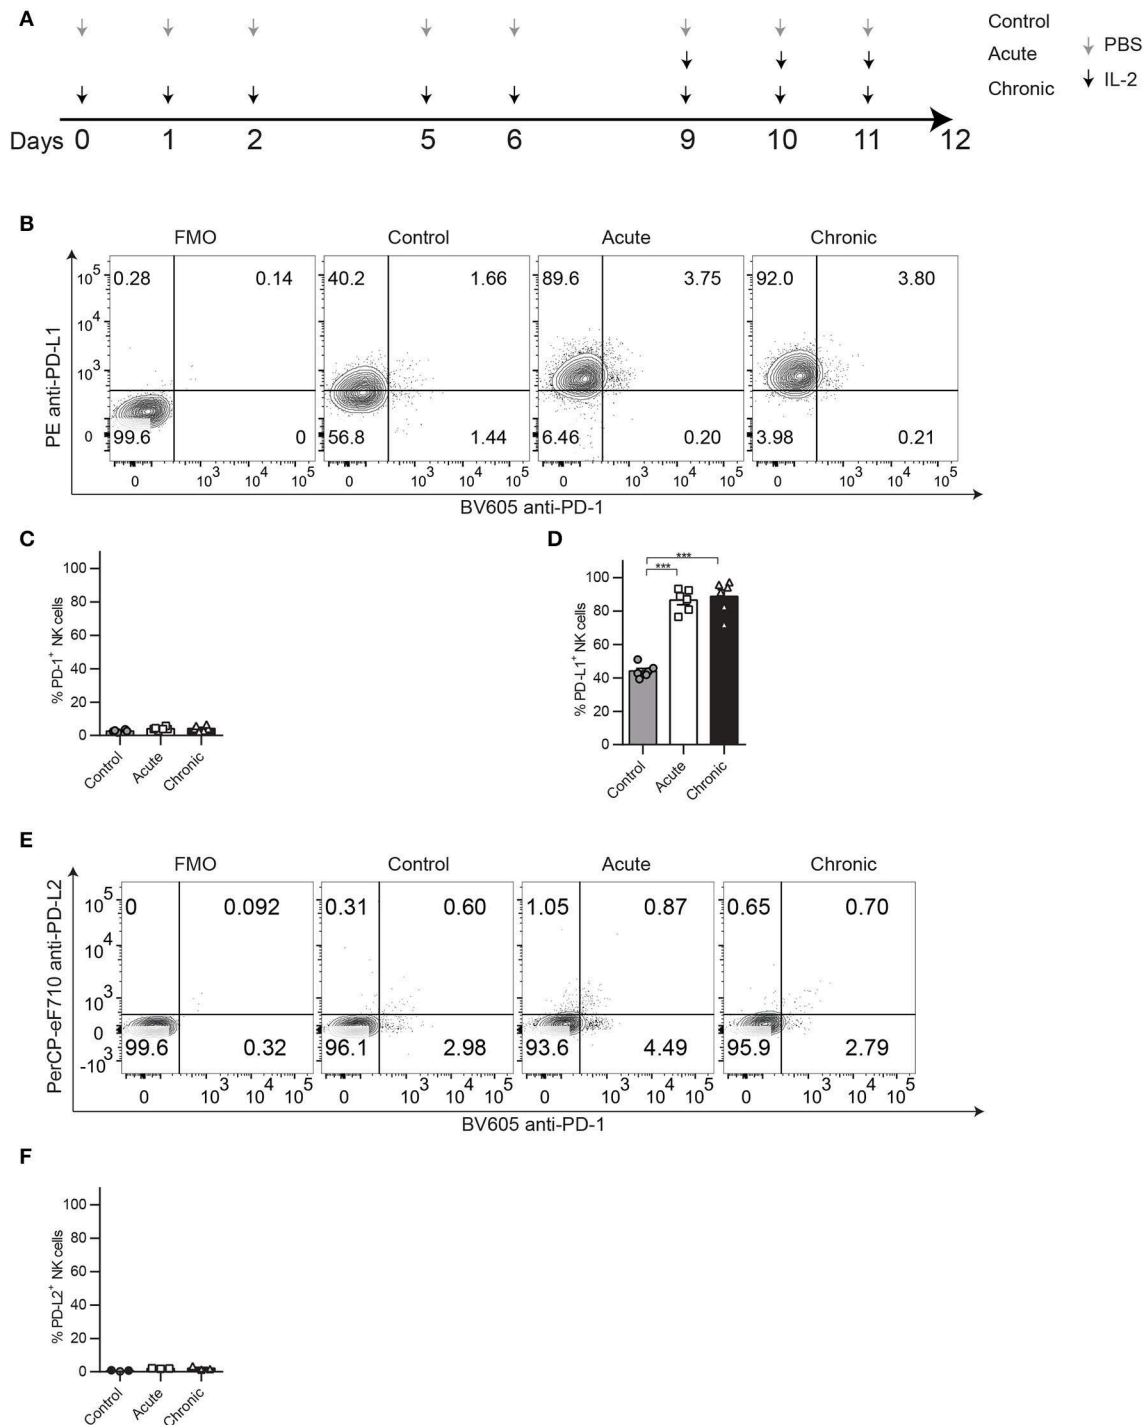 A
Control
Acute
Chronic
PBS
IL-2
Days 0 1 2 5 6 9 10 11 12
B
FMO Control Acute Chronic
PE anti-PD-L1
10^5
10^4
10^3
0
0.28 0.14 40.2 1.66 89.6 3.75 92.0 3.80
99.6 0 56.8 1.44 6.46 0.20 3.98 0.21
0 10^3 10^4 10^5 0 10^3 10^4 10^5 0 10^3 10^4 10^5 0 10^3 10^4 10^5
BV605 anti-PD-1
C
% PD-1+ NK cells
100
80
60
40
20
0
Control Acute Chronic
D
% PD-L1+ NK cells
***
***
100
80
60
40
20
0
Control Acute Chronic
E
FMO Control Acute Chronic
PerCP-eF710 anti-PD-L2
10^5
10^4
10^3
0
-10^3
0 0.092 0.31 0.60 1.05 0.87 0.65 0.70
99.6 0.32 96.1 2.98 93.6 4.49 95.9 2.79
0 10^3 10^4 10^5 0 10^3 10^4 10^5 0 10^3 10^4 10^5 0 10^3 10^4 10^5
BV605 anti-PD-1
F
% PD-L2+ NK cells
100
80
60
40
20
0
Control Acute Chronic